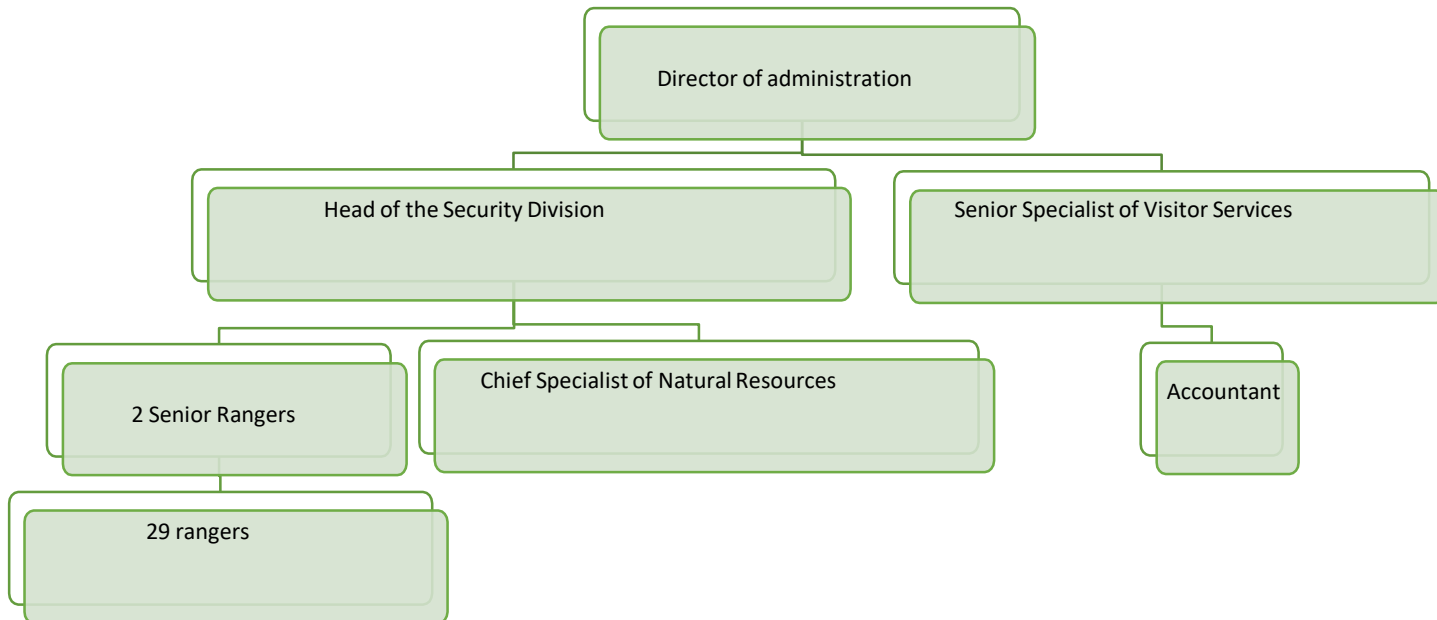 Director of administration
Head of the Security Division
Senior Specialist of Visitor Services
2 Senior Rangers
Chief Specialist of Natural Resources
Accountant
29 rangers